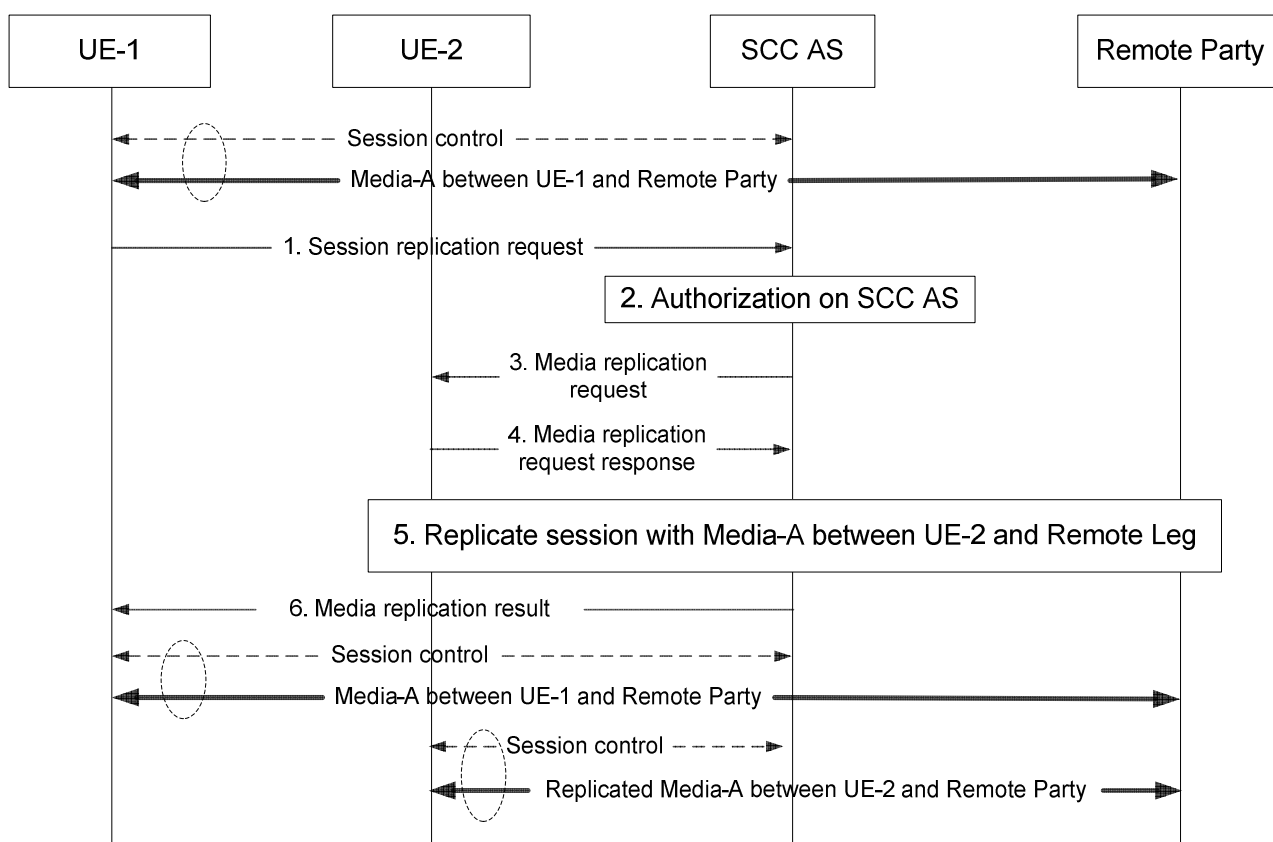 UE-1
UE-2
SCC AS
Remote Party
Session control
Media-A between UE-1 and Remote Party
1. Session replication request
2. Authorization on SCC AS
3. Media replication
request
4. Media replication
request response
5. Replicate session with Media-A between UE-2 and Remote Leg
6. Media replication result
Session control
Media-A between UE-1 and Remote Party
Session control
Replicated Media-A between UE-2 and Remote Party